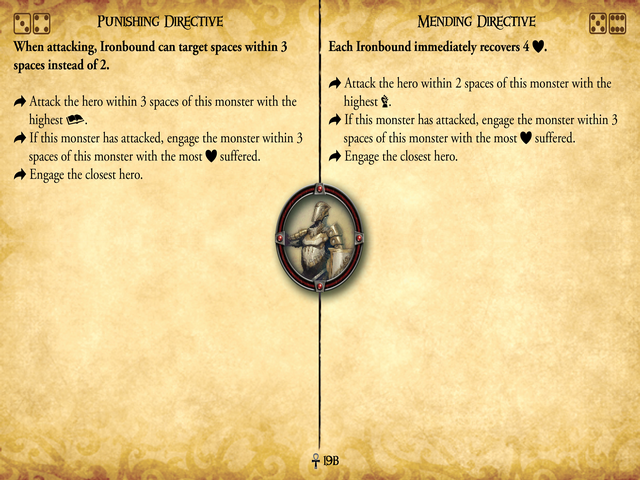 PUNISHING DIRECTIVE
When attacking, Ironbound can target spaces within 3
spaces instead of 2.
Attack the hero within 3 spaces of this monster with the
highest .
If this monster has attacked, engage the monster within 3
spaces of this monster with the most suffered.
Engage the closest hero.
MENDING DIRECTIVE
Each Ironbound immediately recovers 4 .
Attack the hero within 2 spaces of this monster with the
highest .
If this monster has attacked, engage the monster within 3
spaces of this monster with the most suffered.
Engage the closest hero.
19B